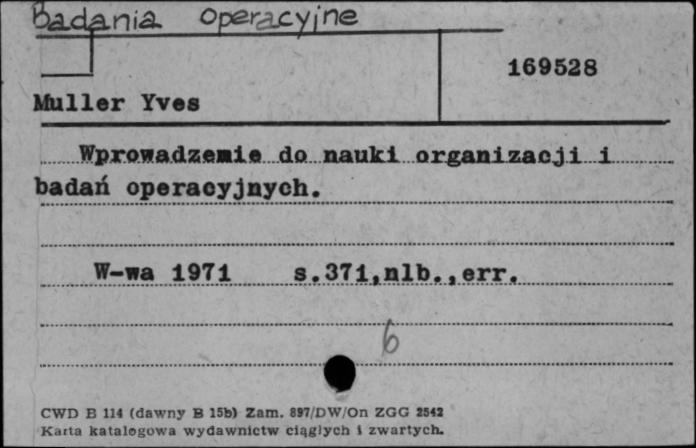 Badania operacyjne
169528
Muller Yves
Wprowadzenie do nauki organizacji i
badań operacyjnych.
W-wa 1971 s.371,nlb.,err.
6
CWD B 114 (dawny B 15b) Zam. 897/DW/On ZGG 2542
Karta katalogowa wydawnictw ciągłych i zwartych.